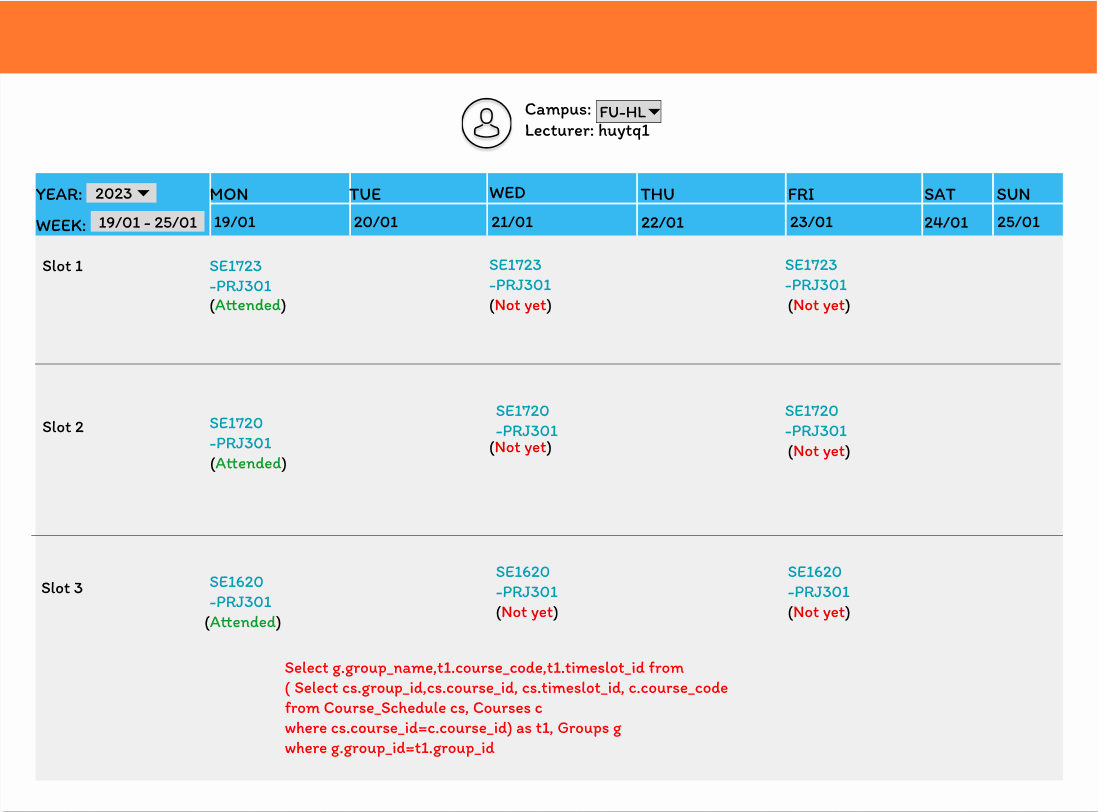 Campus: FU-HL
Lecturer: huytq1
YEAR: 2023 MON TUE WED THU FRI SAT SUN
WEEK: 19/01 - 25/01 19/01 20/01 21/01 22/01 23/01 24/01 25/01
Slot 1 SE1723 SE1723 SE1723
-PRJ301 -PRJ301 -PRJ301
(Attended) (Not yet) (Not yet)
Slot 2 SE1720 SE1720 SE1720
-PRJ301 -PRJ301 -PRJ301
(Attended) (Not yet) (Not yet)
Slot 3 SE1620 SE1620 SE1620
-PRJ301 -PRJ301 -PRJ301
(Attended) (Not yet) (Not yet)
Select g.group_name,t1.course_code,t1.timeslot_id from
( Select cs.group_id,cs.course_id, cs.timeslot_id, c.course_code
from Course_Schedule cs, Courses c
where cs.course_id=c.course_id) as t1, Groups g
where g.group_id=t1.group_id